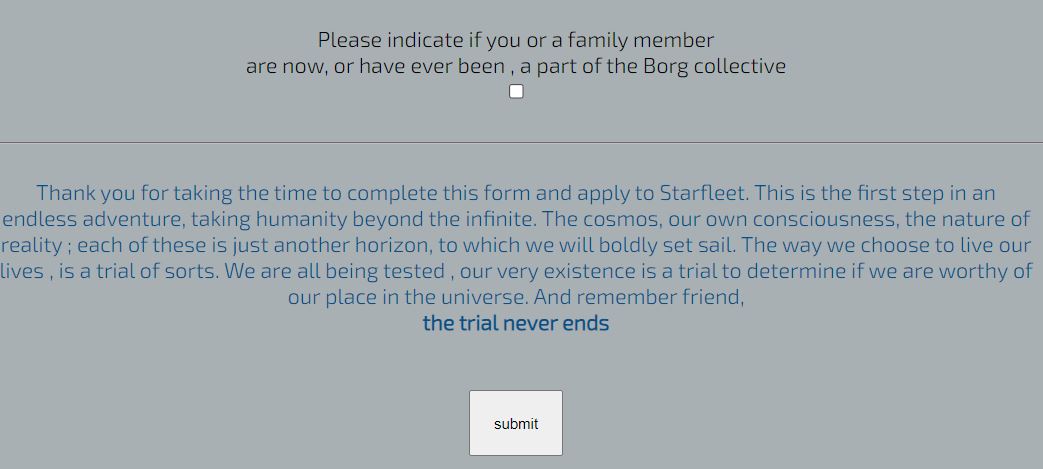 Please indicate if you or a family member
are now, or have ever been , a part of the Borg collective
Thank you for taking the time to complete this form and apply to Starfleet. This is the first step in an
endless adventure, taking humanity beyond the infinite. The cosmos, our own consciousness, the nature of
reality ; each of these is just another horizon, to which we will boldly set sail. The way we choose to live our
lives , is a trial of sorts. We are all being tested , our very existence is a trial to determine if we are worthy of
our place in the universe. And remember friend,
the trial never ends
submit